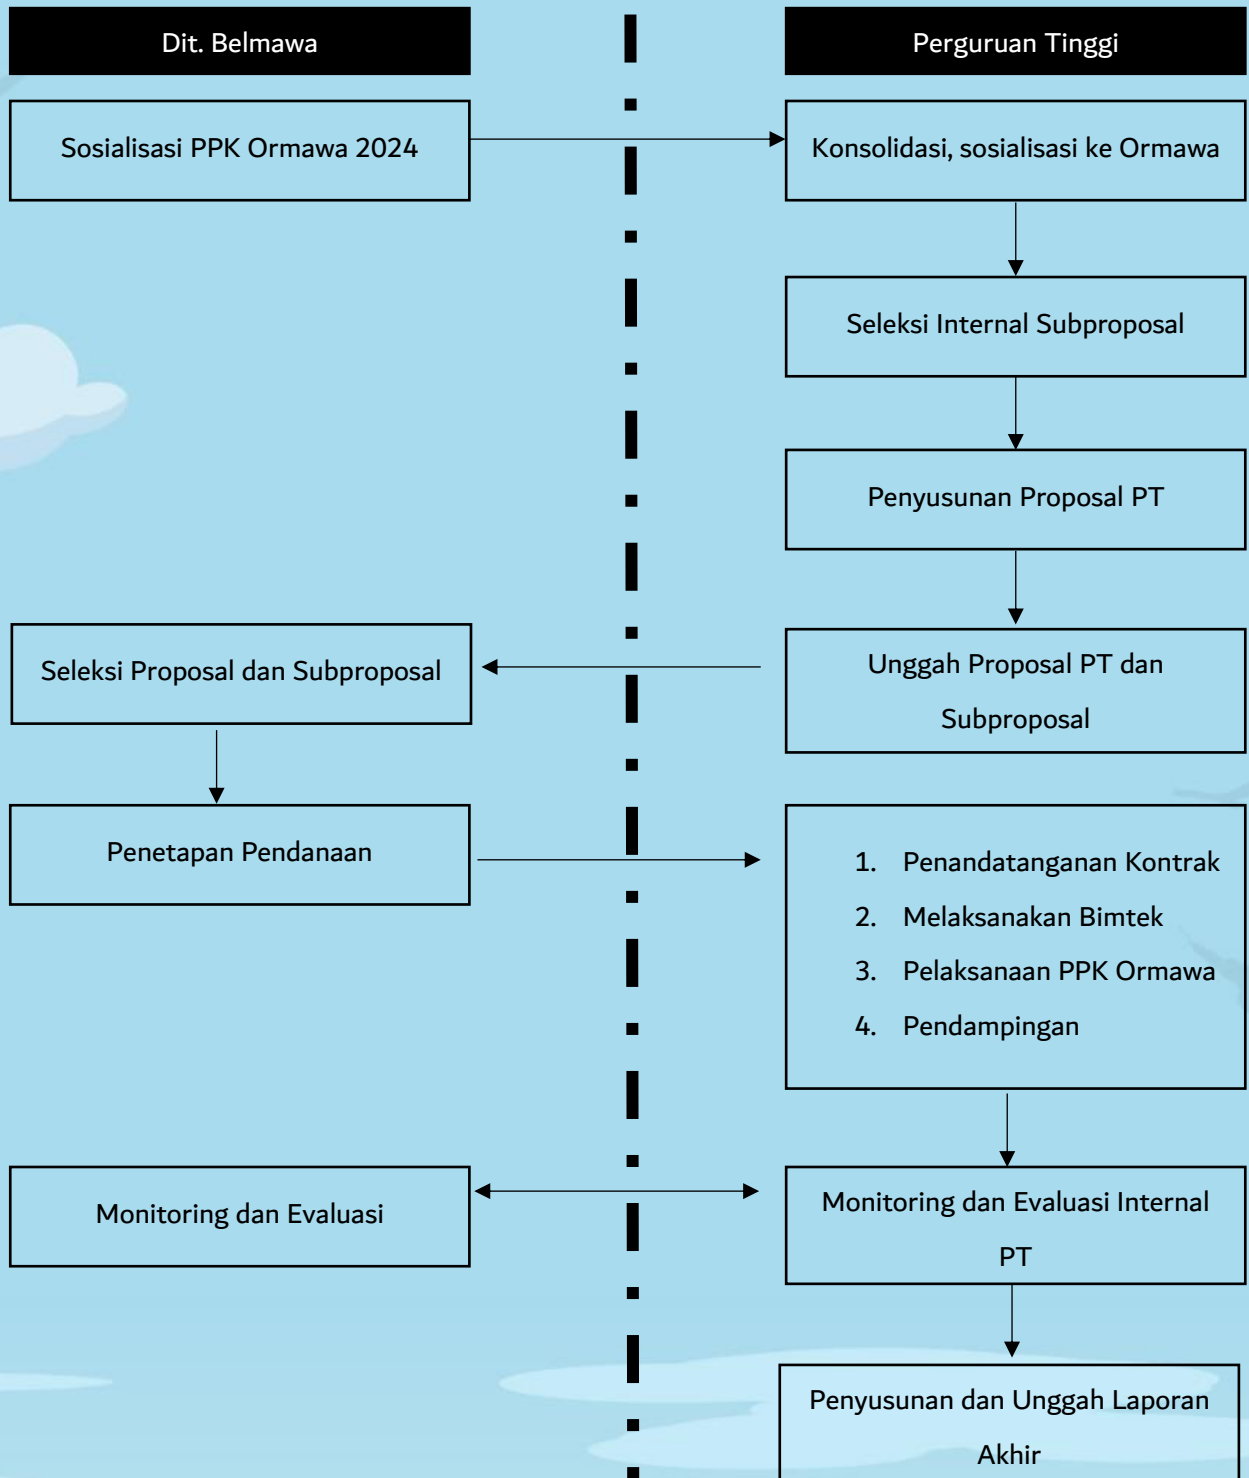 Dit. Belmawa
Perguruan Tinggi
Sosialisasi PPK Ormawa 2024
Konsolidasi, sosialisasi ke Ormawa
Seleksi Internal Subproposal
Penyusunan Proposal PT
Seleksi Proposal dan Subproposal
Unggah Proposal PT dan
Subproposal
Penetapan Pendanaan
1. Penandatanganan Kontrak
2. Melaksanakan Bimtek
3. Pelaksanaan PPK Ormawa
4. Pendampingan
Monitoring dan Evaluasi
Monitoring dan Evaluasi Internal
PT
Penyusunan dan Unggah Laporan
Akhir